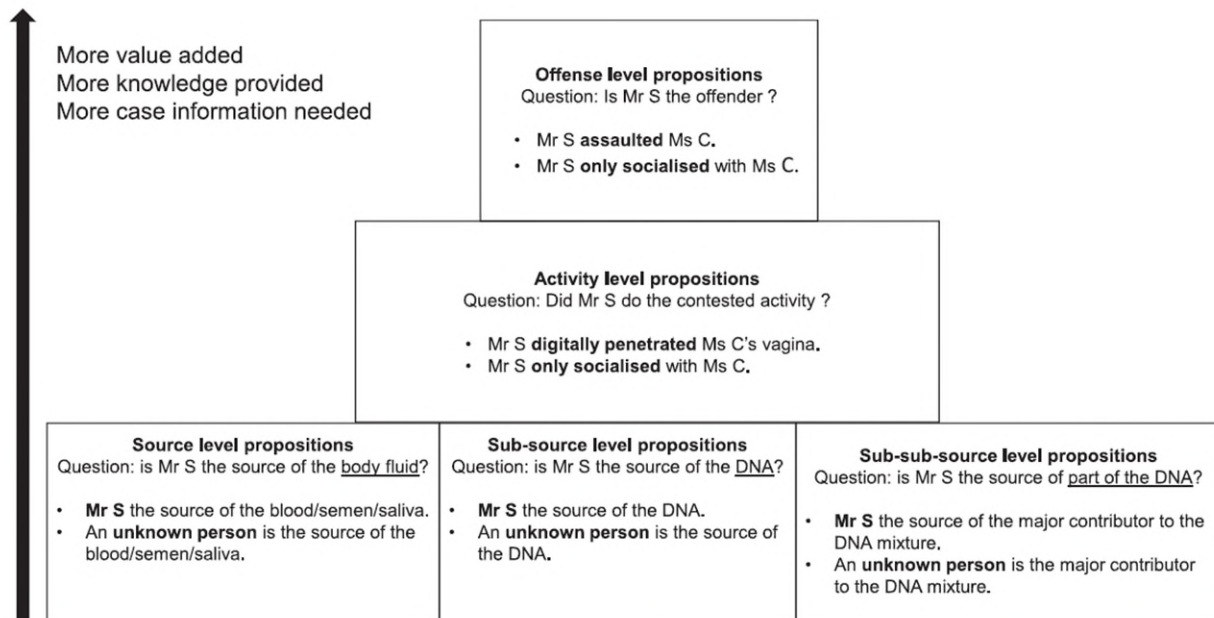 More value added
More knowledge provided
More case information needed
Offense level propositions
Question: Is Mr S the offender ?
• Mr S assaulted Ms C.
• Mr S only socialised with Ms C.
Activity level propositions
Question: Did Mr S do the contested activity ?
• Mr S digitally penetrated Ms C's vagina.
• Mr S only socialised with Ms C.
Source level propositions
Question: is Mr S the source of the body fluid?
• Mr S the source of the blood/semen/saliva.
• An unknown person is the source of the
blood/semen/saliva.
Sub-source level propositions
Question: is Mr S the source of the DNA?
• Mr S the source of the DNA.
• An unknown person is the source of
the DNA.
Sub-sub-source level propositions
Question: is Mr S the source of part of the DNA?
• Mr S the source of the major contributor to the
DNA mixture.
• An unknown person is the major contributor
to the DNA mixture.